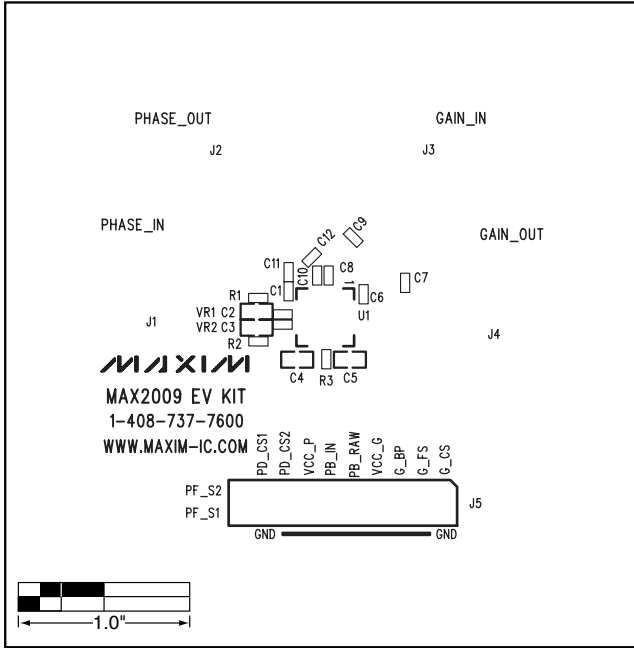 PHASE_OUT
GAIN_IN
J2
J3
PHASE_IN
GAIN_OUT
C9
C12
C11
C10
C8
C7
C1
C6
R1
VR1 C2
U1
VR2 C3
J1
J4
R2
MAXIM
C4
R3
C5
MAX2009 EV KIT
1-408-737-7600
WWW.MAXIM-IC.COM
PD_CS1
PD_CS2
VCC_P
PB_IN
PB_RAW
VCC_G
G_BP
G_FS
G_CS
PF_S2
PF_S1
J5
GND
GND
1.0"